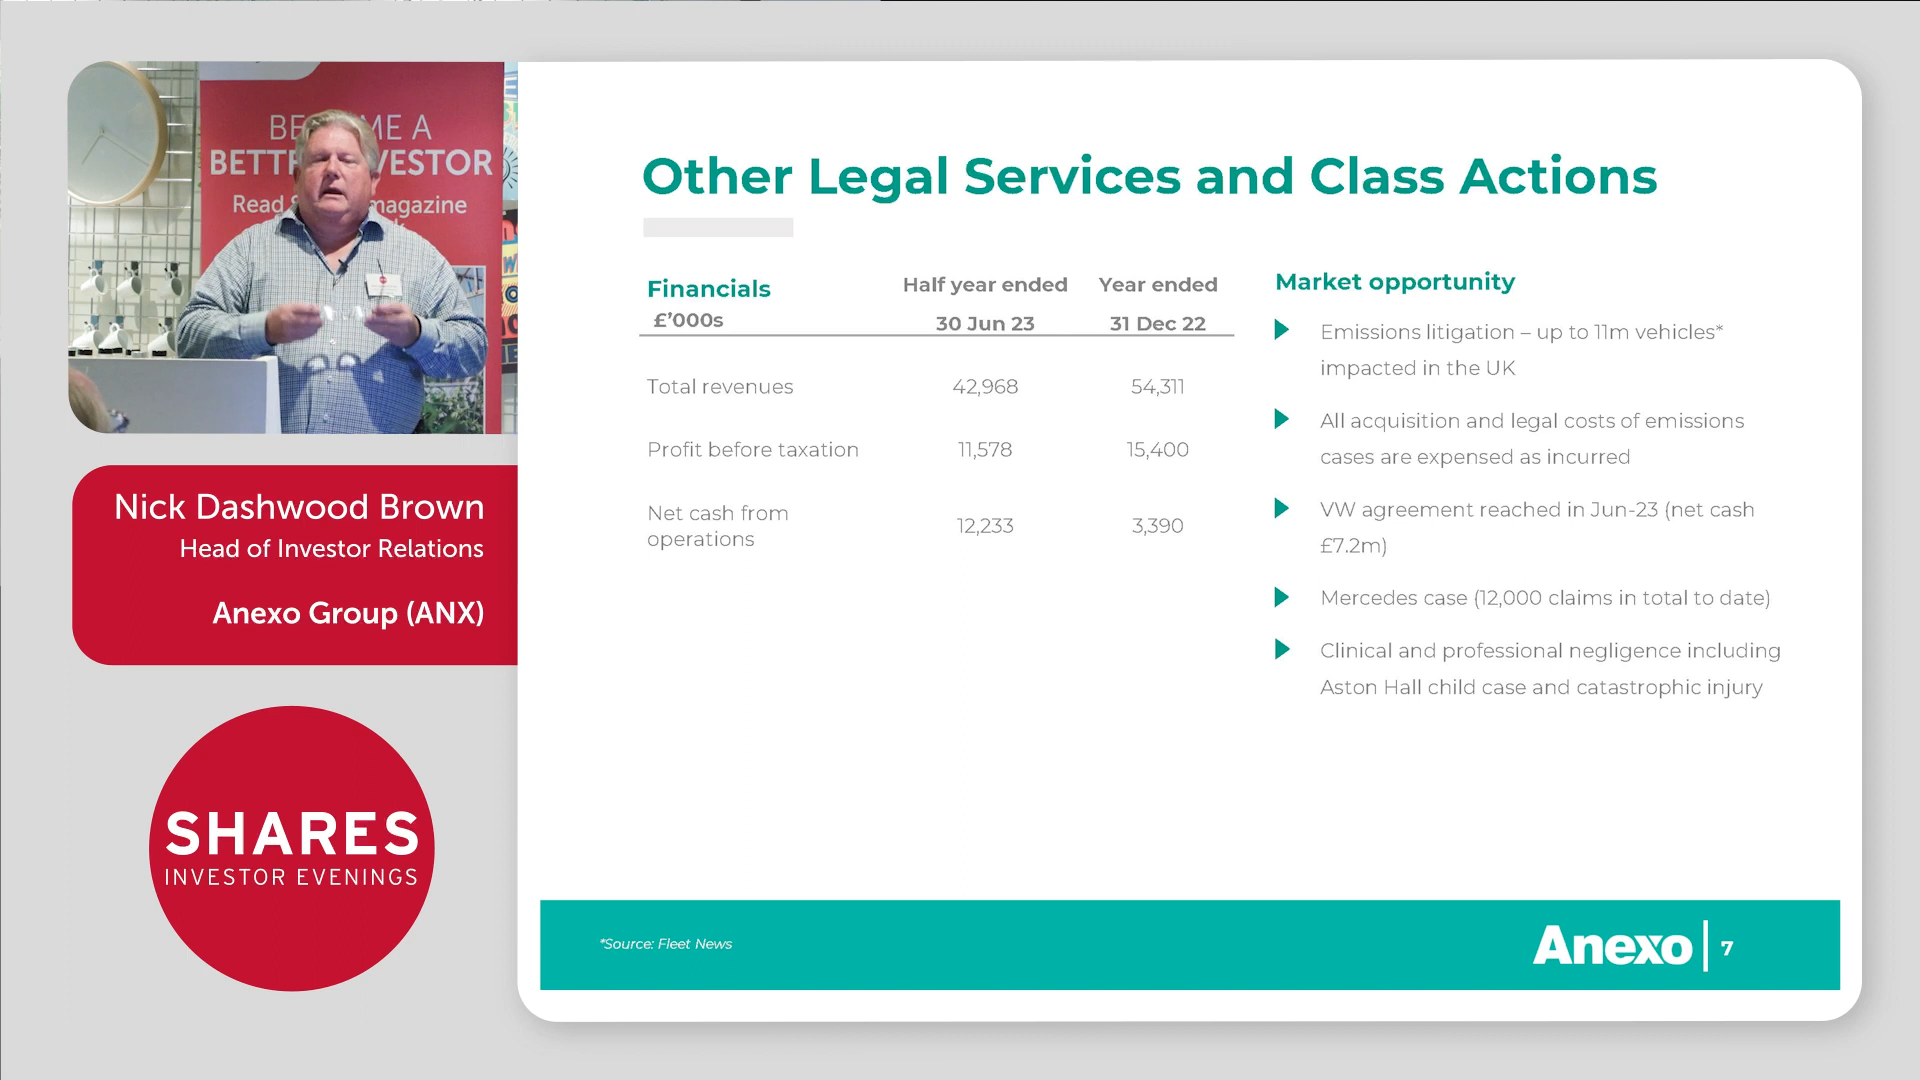 BE ME A
BETT VESTOR
Read magazine
Nick Dashwood Brown
Head of Investor Relations
Anexo Group (ANX)
SHARES
INVESTOR EVENINGS
Other Legal Services and Class Actions
Financials Half year ended Year ended
£’000s 30 Jun 23 31 Dec 22
Total revenues 42,968 54,311
Profit before taxation 11,578 15,400
Net cash from
operations 12,233 3,390
Market opportunity
Emissions litigation – up to 11m vehicles*
impacted in the UK
All acquisition and legal costs of emissions
cases are expensed as incurred
VW agreement reached in Jun-23 (net cash
£7.2m)
Mercedes case (12,000 claims in total to date)
Clinical and professional negligence including
Aston Hall child case and catastrophic injury
*Source: Fleet News
Anexo 7